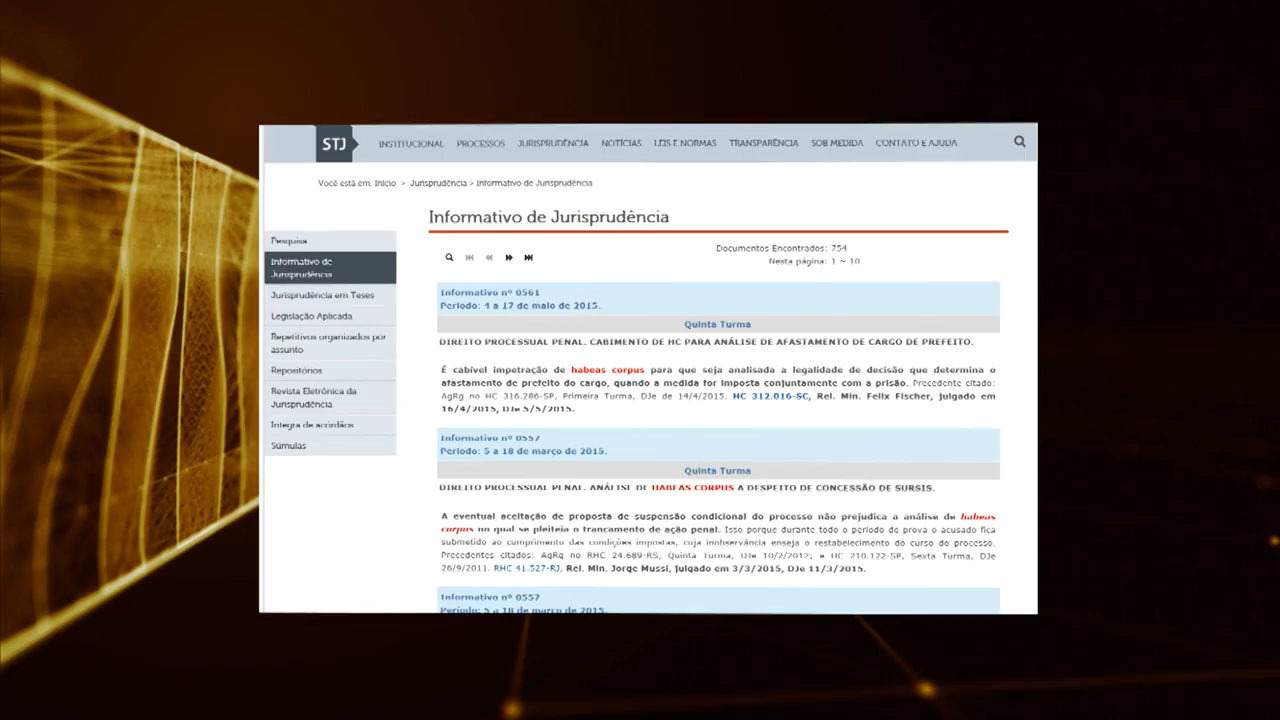 STJ
INSTITUCIONAL PROCESSOS JURISPRUDÊNCIA NOTÍCIAS LEIS E NORMAS TRANSPARÊNCIA SOB MEDIDA CONTATO E AJUDA
Você está em: Início > Jurisprudência > Informativo de Jurisprudência
Informativo de Jurisprudência
Pesquisa
Informativo de
Jurisprudência
Jurisprudência em Teses
Legislação Aplicada
Repetitivos organizados por
assunto
Repositórios
Revista Eletrônica da
Jurisprudência
Íntegra de acórdãos
Súmulas
Documentos Encontrados: 754
Nesta página: 1 ~ 10
Informativo nº 0561
Período: 4 a 17 de maio de 2015.
Quinta Turma
DIREITO PROCESSUAL PENAL. CABIMENTO DE HC PARA ANÁLISE DE AFASTAMENTO DE CARGO DE PREFEITO.
É cabível impetração de habeas corpus para que seja analisada a legalidade de decisão que determina o
afastamento de prefeito do cargo, quando a medida for imposta conjuntamente com a prisão. Precedente citado:
AgRg no HC 316.286-SP, Primeira Turma, DJe de 14/4/2015. HC 312.016-SC, Rel. Min. Felix Fischer, julgado em
16/4/2015, DJe 5/5/2015.
Informativo nº 0557
Período: 5 a 18 de março de 2015.
Quinta Turma
DIREITO PROCESSUAL PENAL. ANÁLISE DE HABEAS CORPUS A DESPEITO DE CONCESSÃO DE SURSIS.
A eventual aceitação de proposta de suspensão condicional do processo não prejudica a análise de habeas
corpus no qual se pleiteia o trancamento de ação penal. Isso porque durante todo o período de prova o acusado fica
submetido ao cumprimento das condições impostas, cuja inobservância enseja o restabelecimento do curso do processo.
Precedentes citados: AgRg no RHC 24.689-RS, Quinta Turma, DJe 10/2/2012; e HC 210.122-SP, Sexta Turma, DJe
26/9/2011. RHC 41.527-RJ, Rel. Min. Jorge Mussi, julgado em 3/3/2015, DJe 11/3/2015.
Informativo nº 0557
Período: 5 a 18 de março de 2015.